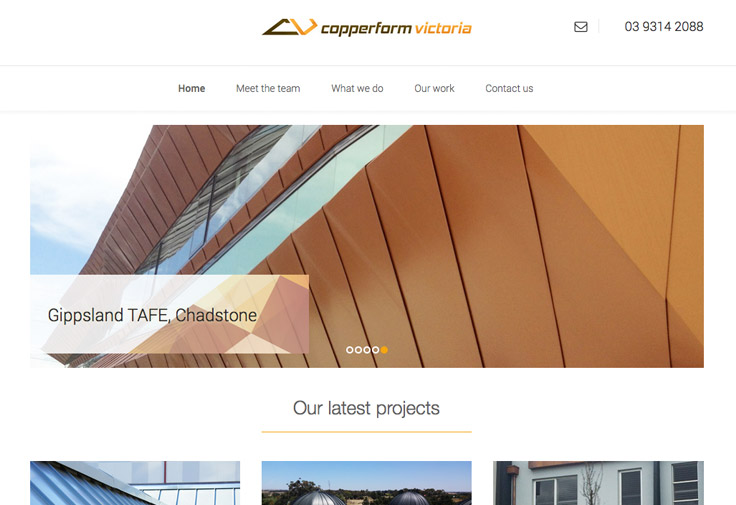 copperform victoria
03 9314 2088
Home
Meet the team
What we do
Our work
Contact us
Gippsland TAFE, Chadstone
Our latest projects